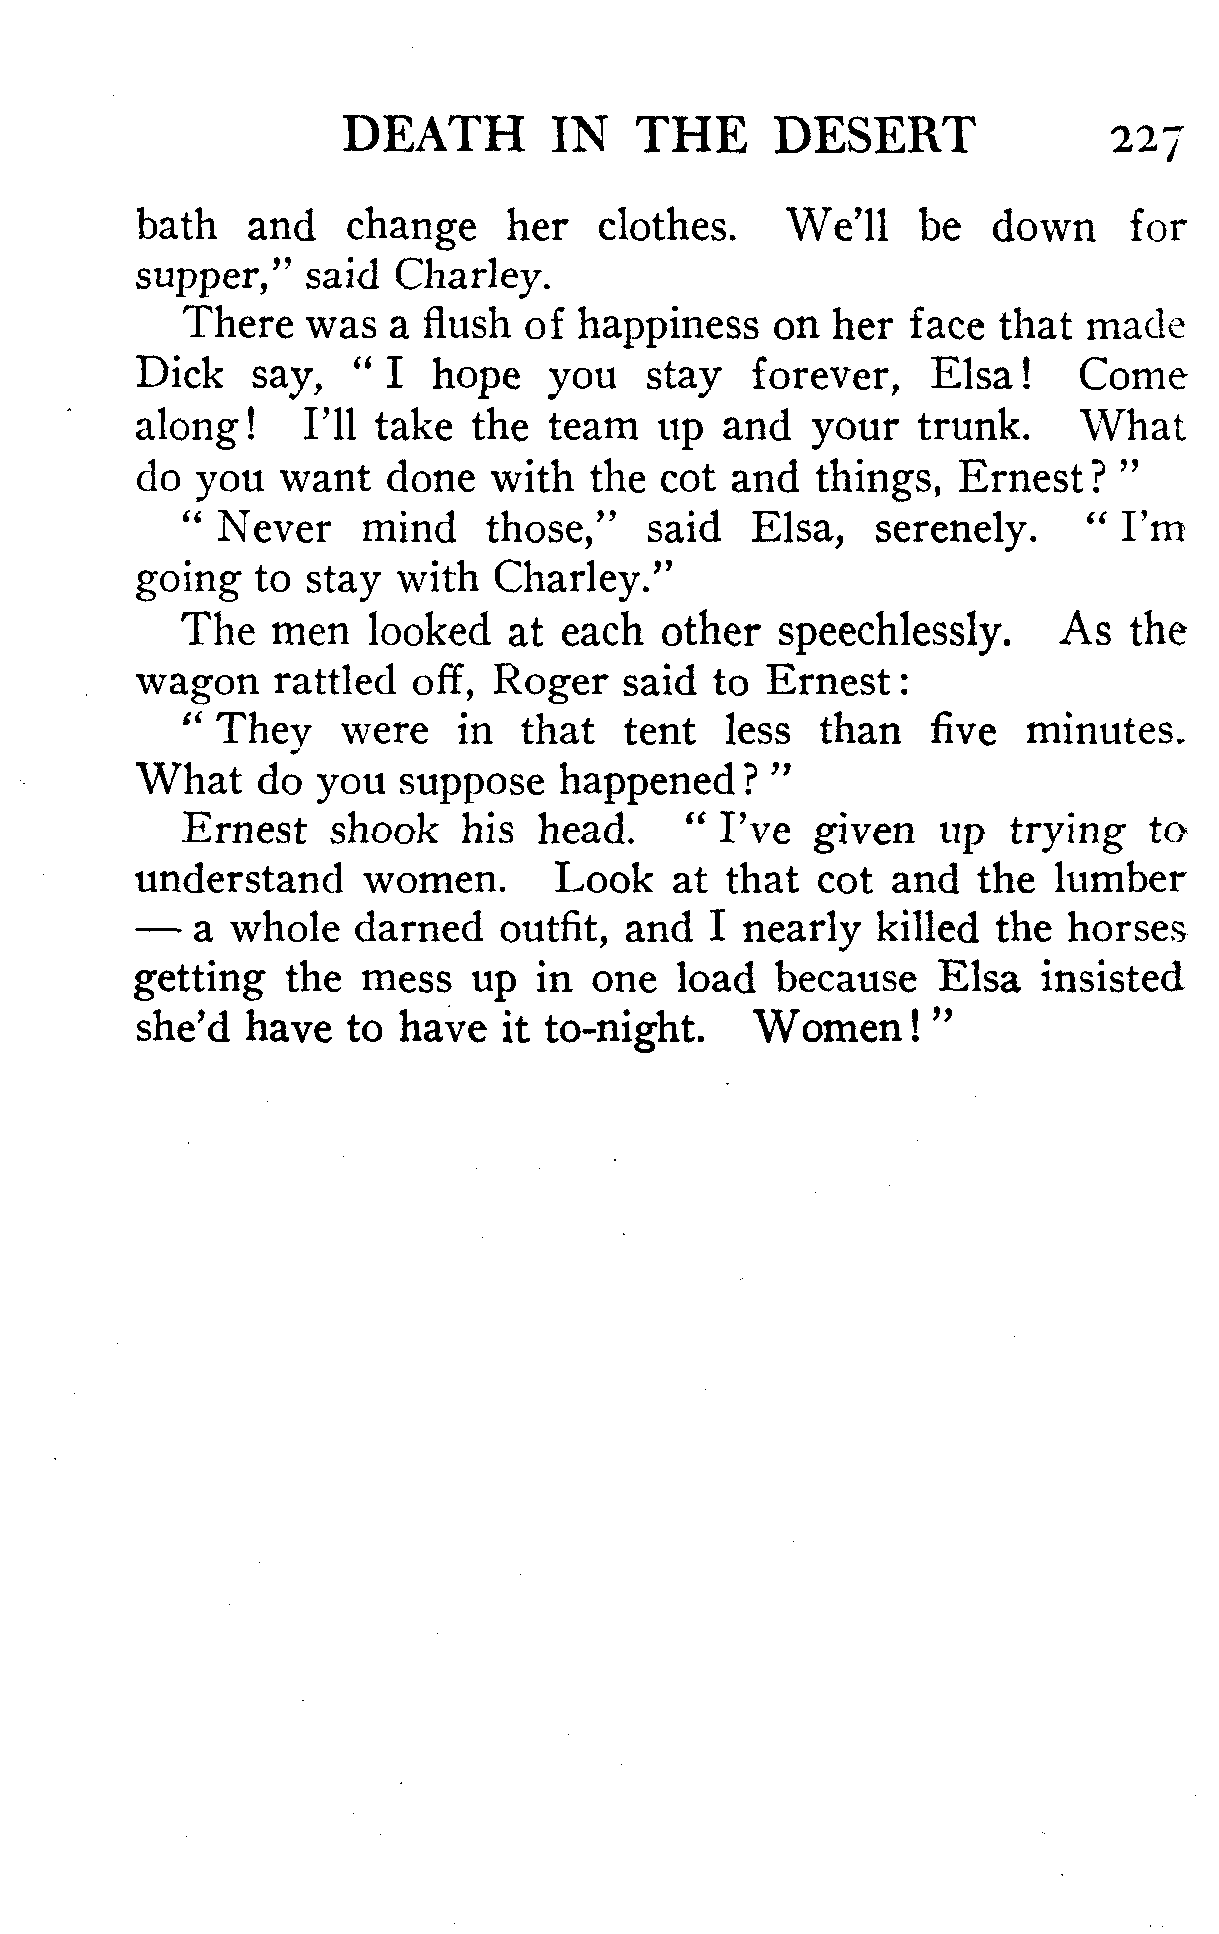 DEATH IN THE DESERT 227
bath and change her clothes. We'll be down for
supper," said Charley.
There was a flush of happiness on her face that made
Dick say, " I hope you stay forever, Elsa! Come
along! I'll take the team up and your trunk. What
do you want done with the cot and things, Ernest? "
" Never mind those," said Elsa, serenely. " I'm
going to stay with Charley."
The men looked at each other speechlessly. As the
wagon rattled off, Roger said to Ernest:
" They were in that tent less than five minutes.
What do you suppose happened? "
Ernest shook his head. " I've given up trying to
understand women. Look at that cot and the lumber
— a whole darned outfit, and I nearly killed the horses
getting the mess up in one load because Elsa insisted
she'd have to have it to-night. Women! "